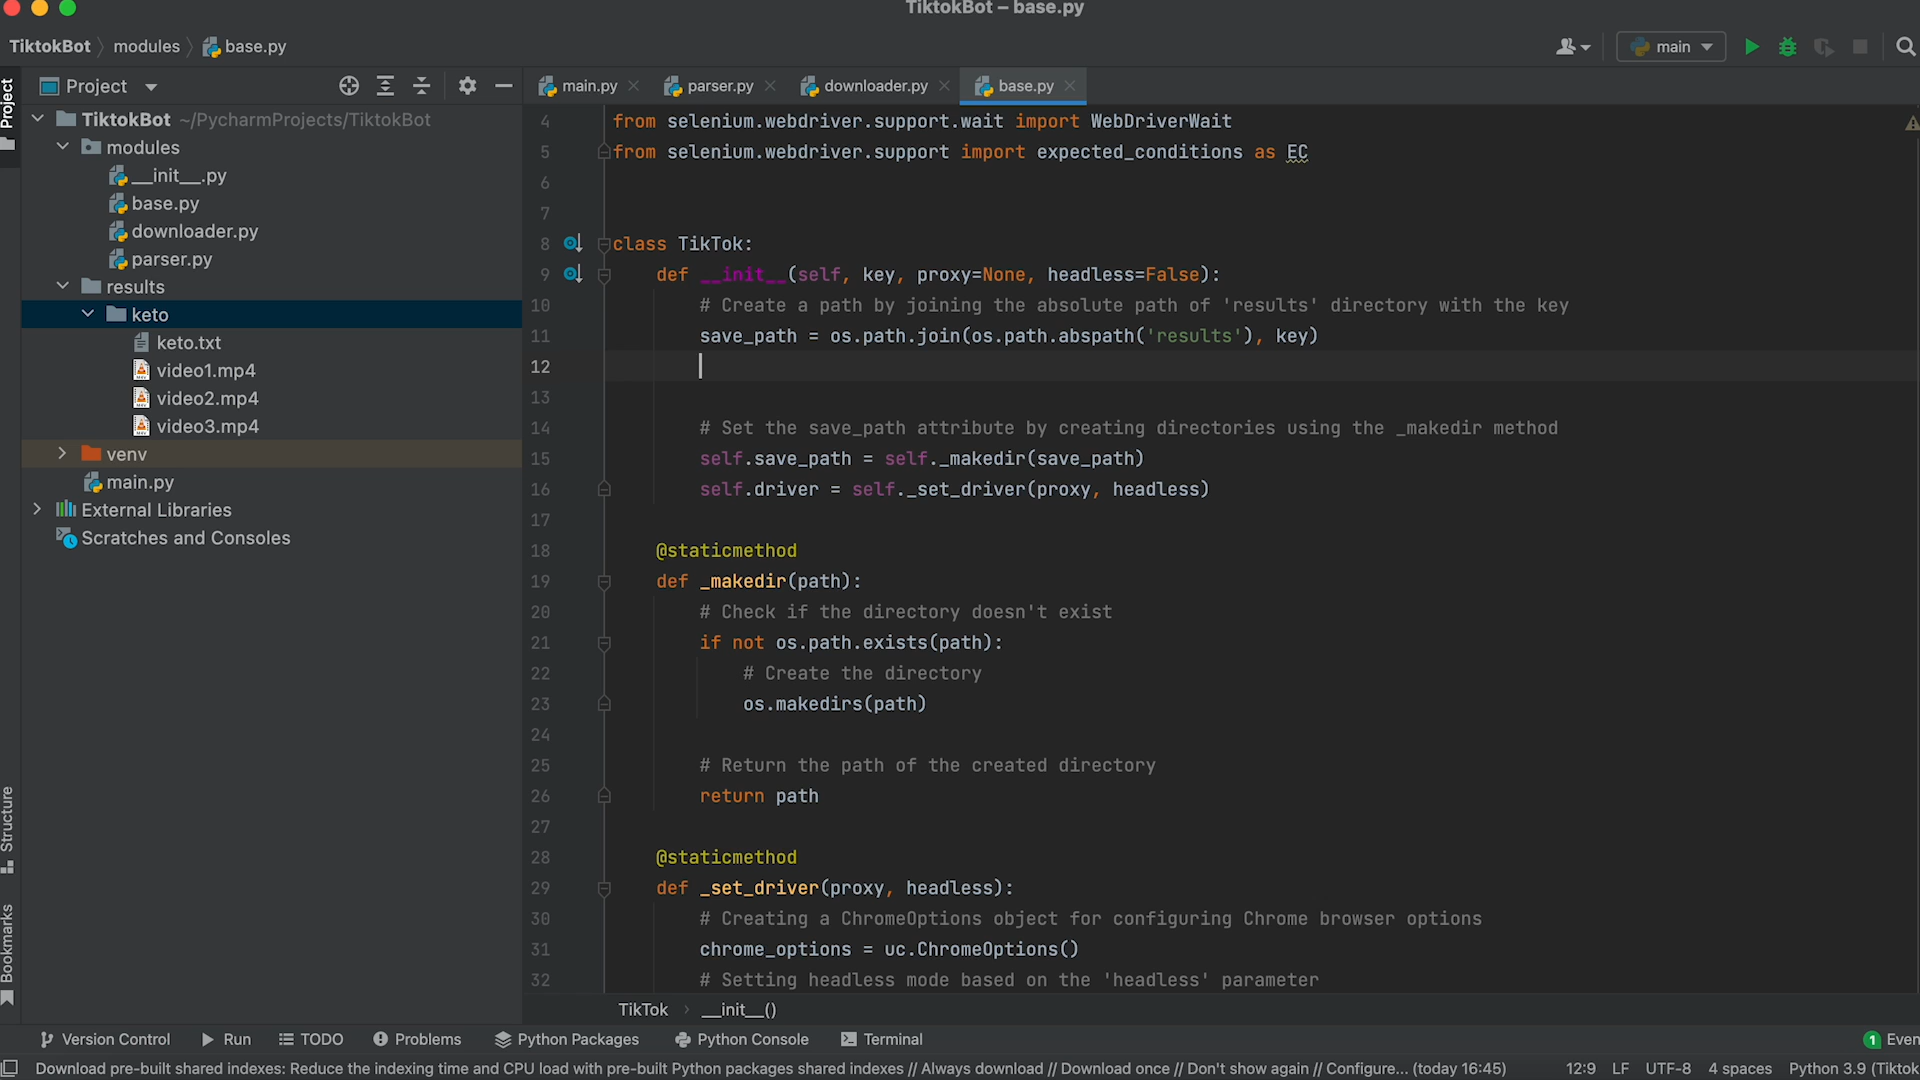 TiktokBot – base.py
TiktokBot modules base.py main
Project
main.py parser.py downloader.py base.py
Project
TiktokBot ~/PycharmProjects/TiktokBot
modules
__init__.py
base.py
downloader.py
parser.py
results
keto
keto.txt
video1.mp4
video2.mp4
video3.mp4
venv
main.py
External Libraries
Scratches and Consoles
Structure
Bookmarks
4 from selenium.webdriver.support.wait import WebDriverWait
5 from selenium.webdriver.support import expected_conditions as EC
6
7
8 class TikTok:
9 def __init__(self, key, proxy=None, headless=False):
10 # Create a path by joining the absolute path of 'results' directory with the key
11 save_path = os.path.join(os.path.abspath('results'), key)
12
13
14 # Set the save_path attribute by creating directories using the _makedir method
15 self.save_path = self._makedir(save_path)
16 self.driver = self._set_driver(proxy, headless)
17
18 @staticmethod
19 def _makedir(path):
20 # Check if the directory doesn't exist
21 if not os.path.exists(path):
22 # Create the directory
23 os.makedirs(path)
24
25 # Return the path of the created directory
26 return path
27
28 @staticmethod
29 def _set_driver(proxy, headless):
30 # Creating a ChromeOptions object for configuring Chrome browser options
31 chrome_options = uc.ChromeOptions()
32 # Setting headless mode based on the 'headless' parameter
TikTok __init__()
Version Control Run TODO Problems Python Packages Python Console Terminal 1 Even
Download pre-built shared indexes: Reduce the indexing time and CPU load with pre-built Python packages shared indexes // Always download // Download once // Don't show again // Configure... (today 16:45) 12:9 LF UTF-8 4 spaces Python 3.9 (Tiktok